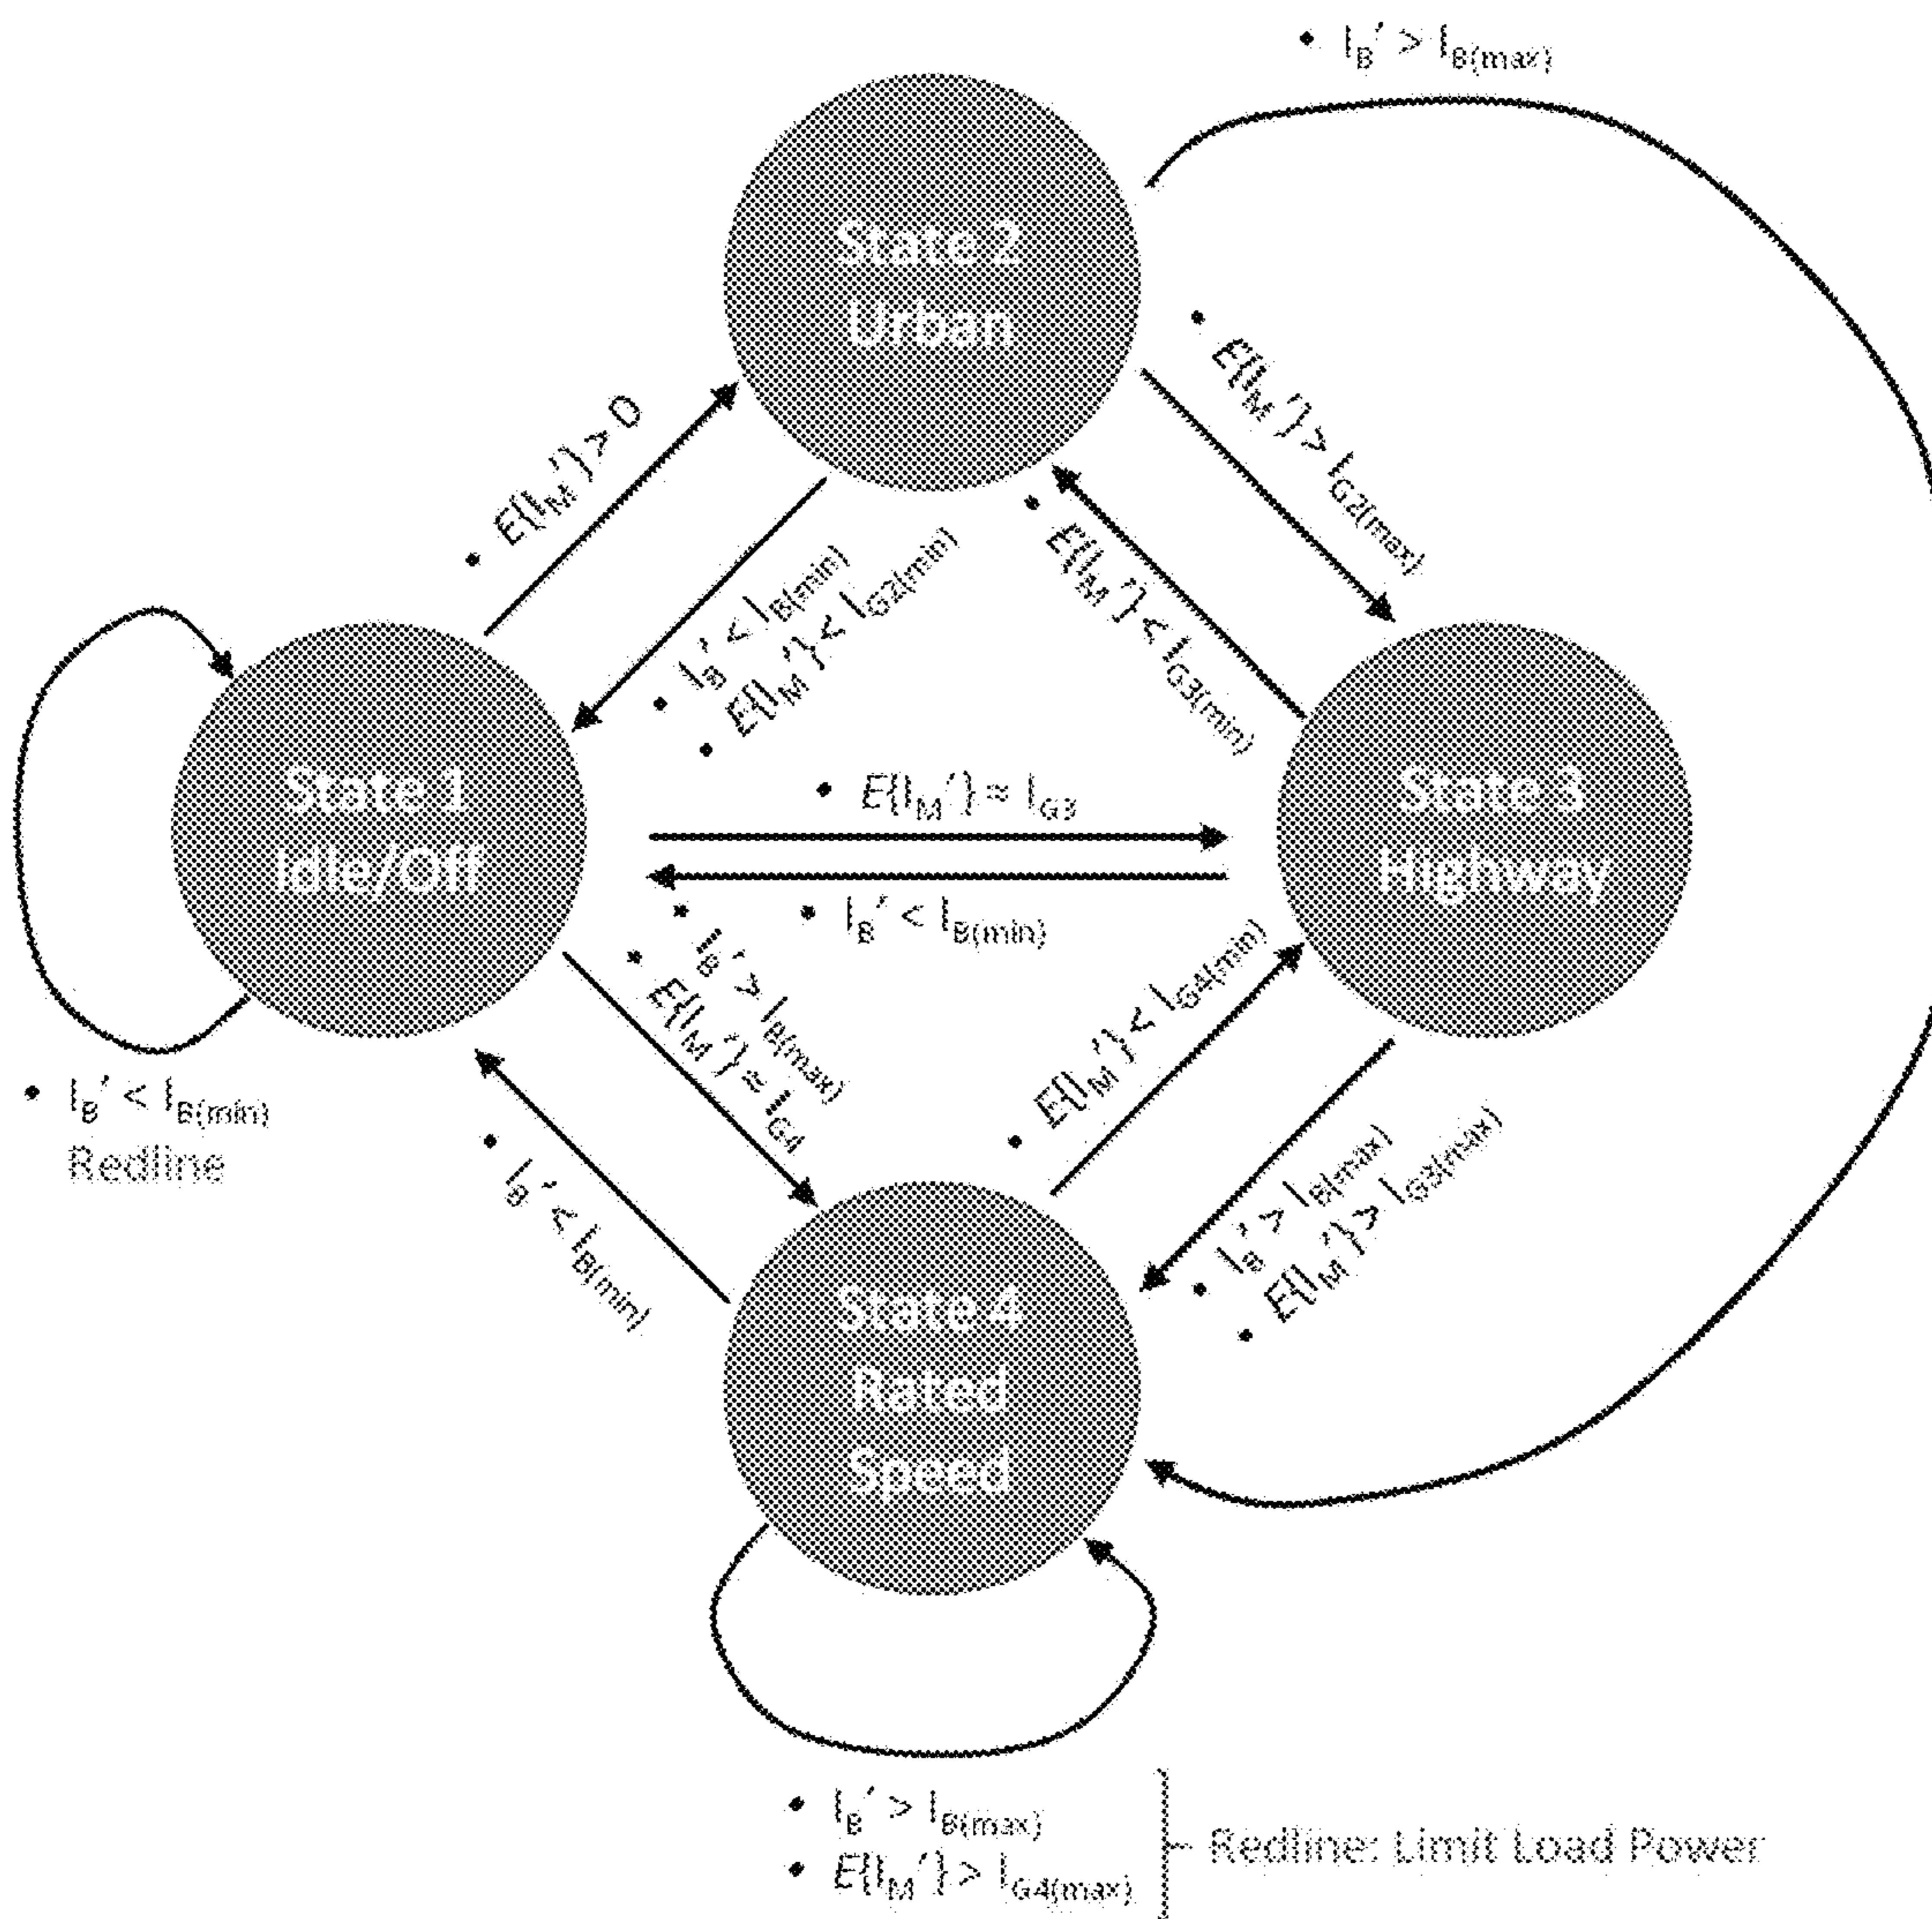 • I_B′ > I_B(max)
State 2
Urban
• E{I_M′} > 0
• E{I_M′} > I_G2(max)
• I_B′ < I_B(min)
• E{I_M′} < I_G2(min)
• E{I_M′} < I_G3(min)
State 1
Idle/Off
• E{I_M′} ≈ I_G3
• I_B′ < I_B(min)
State 3
Highway
• I_B′ > I_B(max)
• E{I_M′} ≈ I_G4
• E{I_M′} < I_G4(min)
• I_B′ < I_B(min)
Redline
• I_B′ < I_B(min)
• I_B′ > I_B(max)
• E{I_M′} > I_G3(max)
State 4
Rated
Speed
• I_B′ > I_B(max)
• E{I_M′} > I_G4(max)
Redline: Limit Load Power